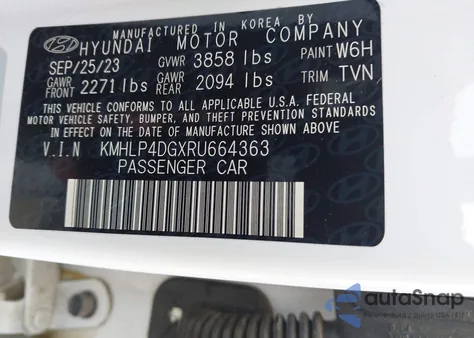 MANUFACTURED IN KOREA BY
HYUNDAI MOTOR COMPANY
SEP/25/23 GVWR 3858 lbs PAINT W6H
GAWR FRONT 2271 lbs GAWR REAR 2094 lbs TRIM TVN
THIS VEHICLE CONFORMS TO ALL APPLICABLE U.S.A. FEDERAL
MOTOR VEHICLE SAFETY, BUMPER, AND THEFT PREVENTION STANDARDS
IN EFFECT ON THE DATE OF MANUFACTURE SHOWN ABOVE.
V.I.N KMHLP4DGXRU664363
PASSENGER CAR
autoSnap